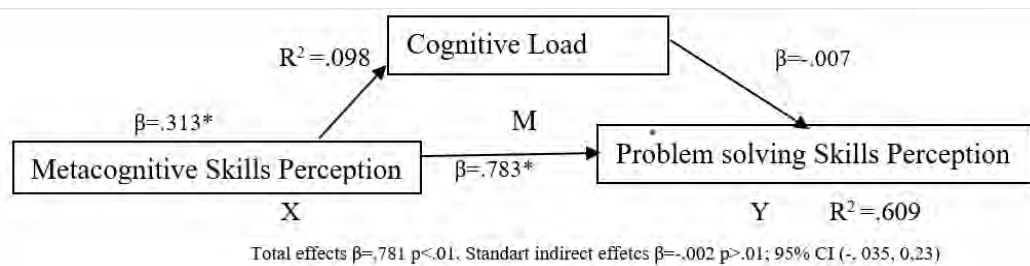 Cognitive Load
R² =.098
β=-.007
β=.313*
M
Metacognitive Skills Perception
β=.783*
Problem solving Skills Perception
X
Y
R² =.609
Total effects β=,781 p<.01. Standart indirect effetcs β=-.002 p>.01; 95% CI (-, 035, 0,23)